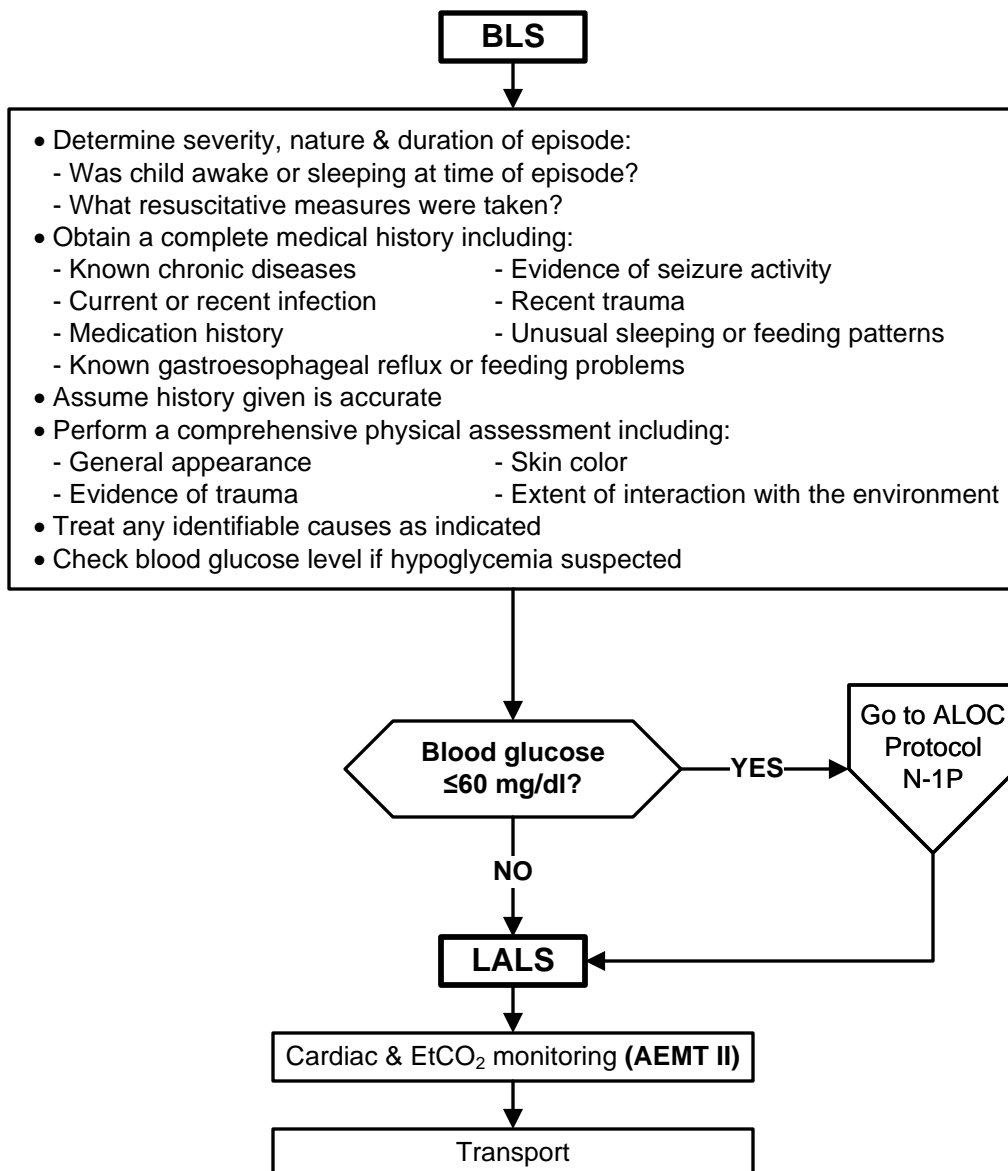 BLS
• Determine severity, nature & duration of episode:
- Was child awake or sleeping at time of episode?
- What resuscitative measures were taken?
• Obtain a complete medical history including:
- Known chronic diseases - Evidence of seizure activity
- Current or recent infection - Recent trauma
- Medication history - Unusual sleeping or feeding patterns
- Known gastroesophageal reflux or feeding problems
• Assume history given is accurate
• Perform a comprehensive physical assessment including:
- General appearance - Skin color
- Evidence of trauma - Extent of interaction with the environment
• Treat any identifiable causes as indicated
• Check blood glucose level if hypoglycemia suspected
Blood glucose
≤60 mg/dl?
YES
Go to ALOC
Protocol
N-1P
NO
LALS
Cardiac & EtCO₂ monitoring (AEMT II)
Transport